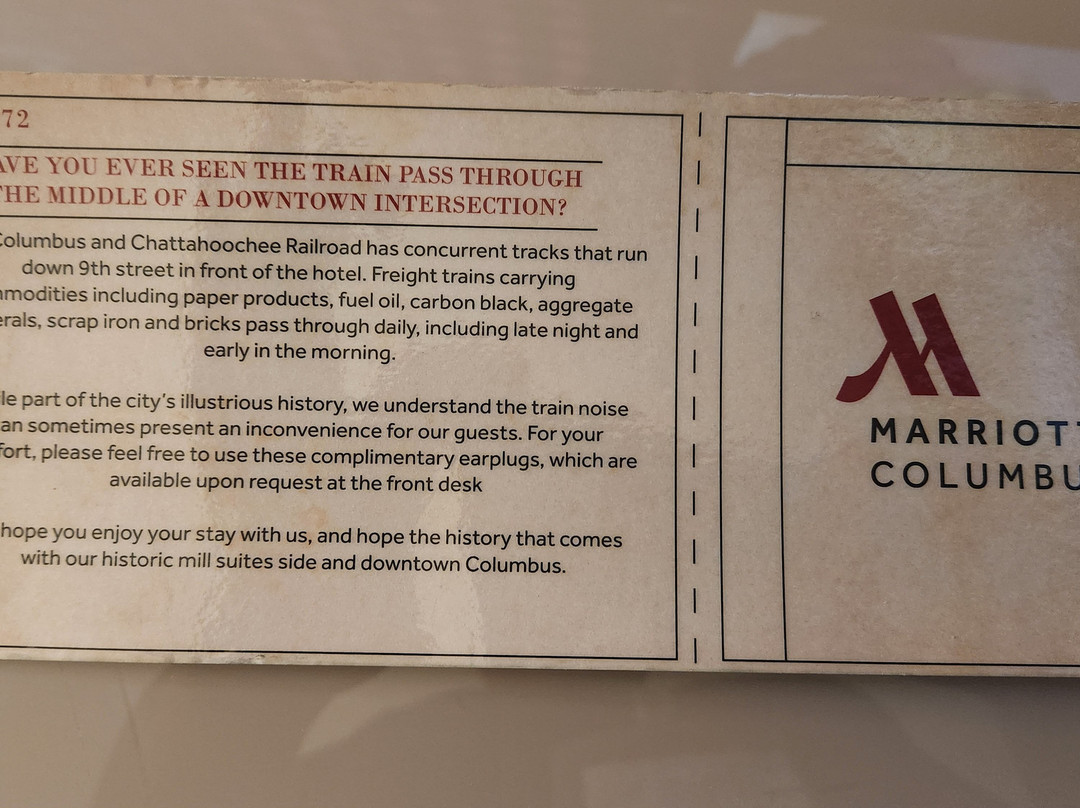 72
AVE YOU EVER SEEN THE TRAIN PASS THROUGH
THE MIDDLE OF A DOWNTOWN INTERSECTION?
Columbus and Chattahoochee Railroad has concurrent tracks that run
down 9th street in front of the hotel. Freight trains carrying
mmodities including paper products, fuel oil, carbon black, aggregate
erals, scrap iron and bricks pass through daily, including late night and
early in the morning.
le part of the city's illustrious history, we understand the train noise
an sometimes present an inconvenience for our guests. For your
fort, please feel free to use these complimentary earplugs, which are
available upon request at the front desk
hope you enjoy your stay with us, and hope the history that comes
with our historic mill suites side and downtown Columbus.
MARRIOTT
COLUMBU